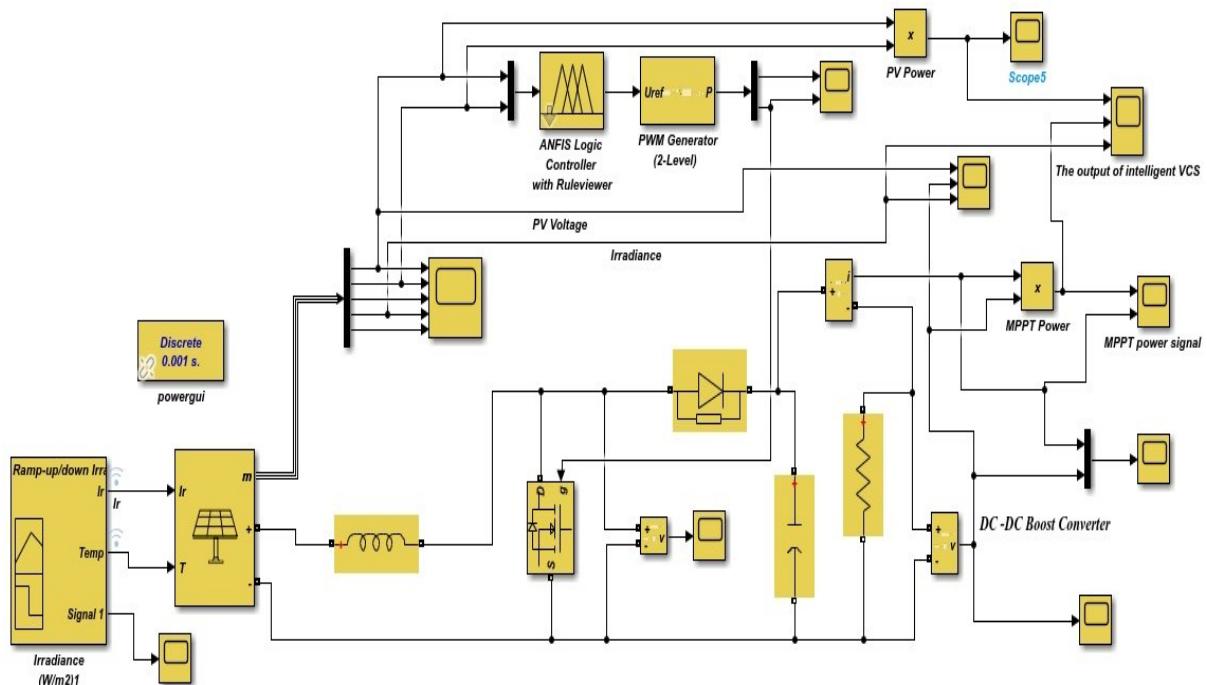 x
PV Power
Scope5
Uref
P
ANFIS Logic
Controller
with Ruleviewer
PWM Generator
(2-Level)
The output of intelligent VCS
PV Voltage
Irradiance
i
+
-
x
MPPT Power
MPPT power signal
Discrete
0.001 s.
powergui
Ramp-up/down Irra
Ir
Ir
Temp
Signal 1
Irradiance
(W/m2)1
Ir
T
m
+
-
+
D
g
S
+
-
v
+
+
+
-
v
DC -DC Boost Converter